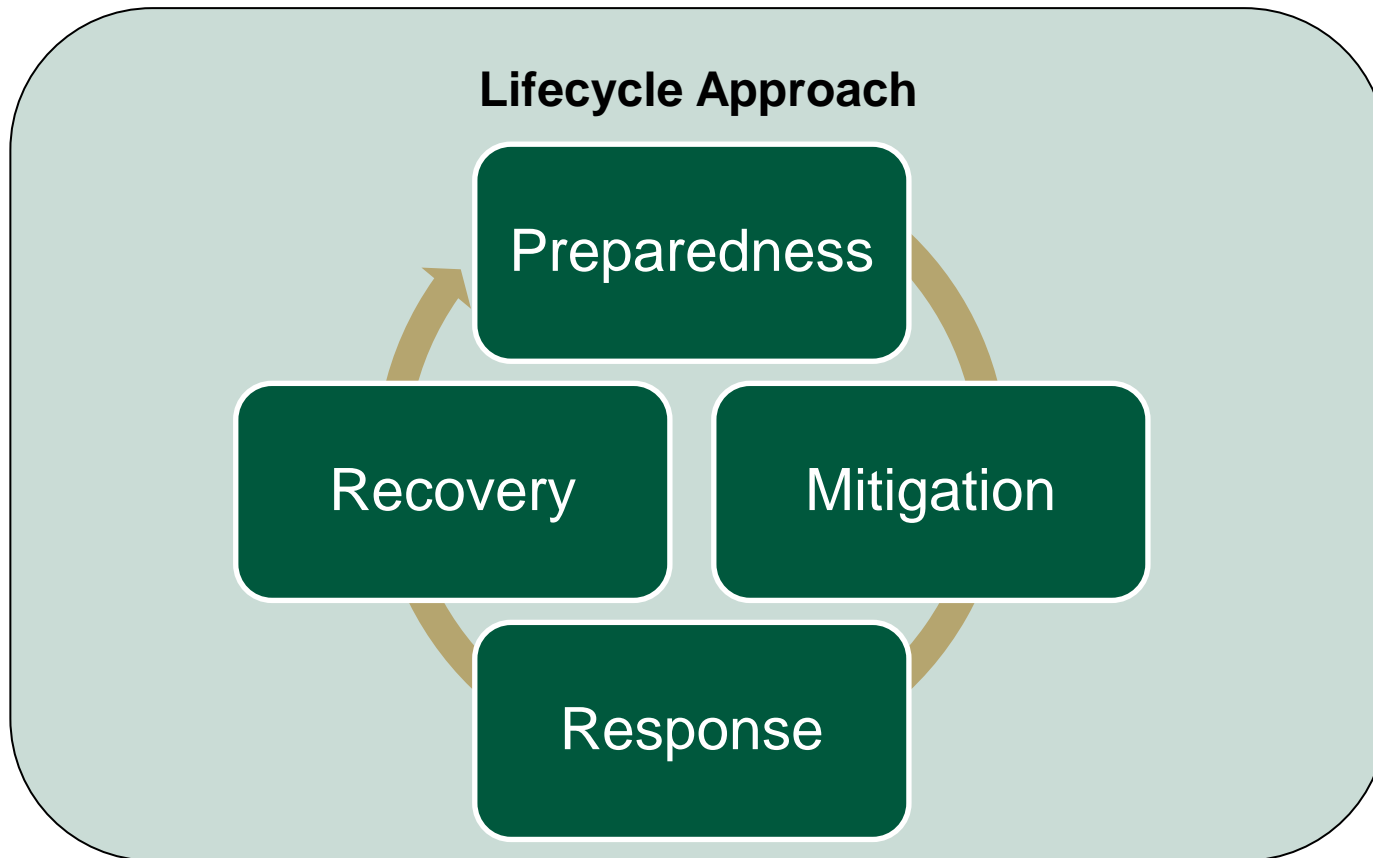 Lifecycle Approach
Preparedness
Recovery
Mitigation
Response